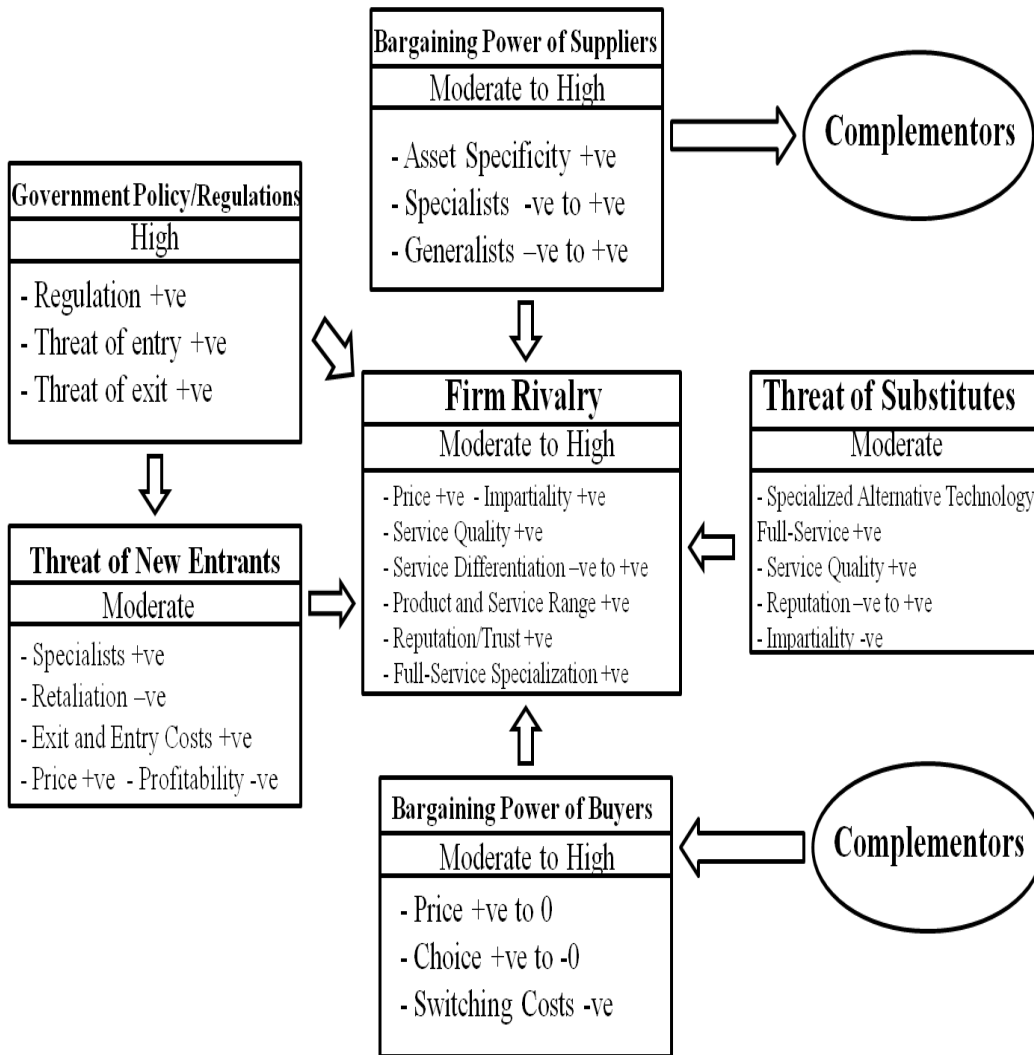 Bargaining Power of Suppliers
Moderate to High
- Asset Specificity +ve
- Specialists -ve to +ve
- Generalists –ve to +ve
Complementors
Government Policy/Regulations
High
- Regulation +ve
- Threat of entry +ve
- Threat of exit +ve
Firm Rivalry
Moderate to High
- Price +ve - Impartiality +ve
- Service Quality +ve
- Service Differentiation –ve to +ve
- Product and Service Range +ve
- Reputation/Trust +ve
- Full-Service Specialization +ve
Threat of Substitutes
Moderate
- Specialized Alternative Technology
Full-Service +ve
- Service Quality +ve
- Reputation –ve to +ve
- Impartiality -ve
Threat of New Entrants
Moderate
- Specialists +ve
- Retaliation –ve
- Exit and Entry Costs +ve
- Price +ve - Profitability -ve
Bargaining Power of Buyers
Moderate to High
- Price +ve to 0
- Choice +ve to -0
- Switching Costs -ve
Complementors